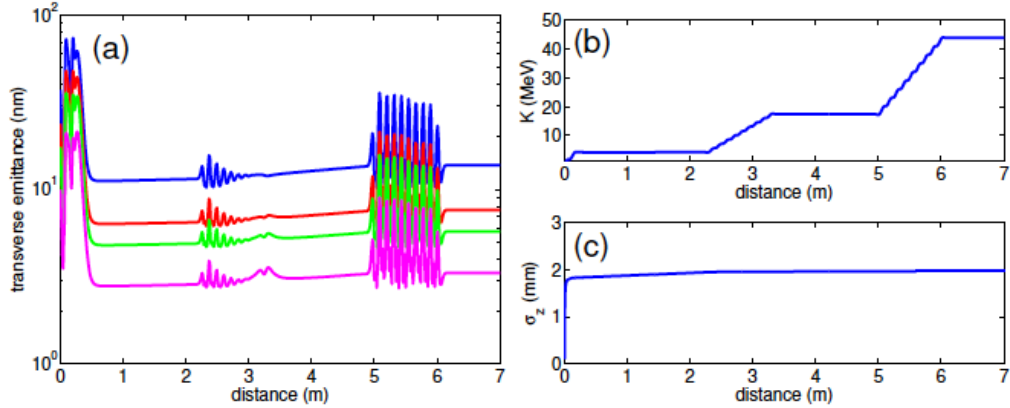 (a)
transverse emittance (nm)
10^2
10^1
10^0
0 1 2 3 4 5 6 7
distance (m)
(b)
K (MeV)
50
40
30
20
10
0 1 2 3 4 5 6 7
distance (m)
(c)
σ_z (mm)
3
2
1
0
0 1 2 3 4 5 6 7
distance (m)